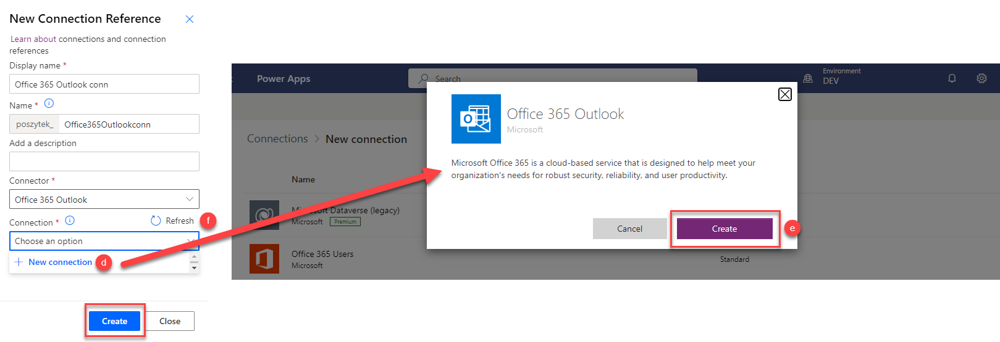 New Connection Reference
Learn about connections and connection
references
Display name *
Office 365 Outlook conn
Name *
poszytek_ Office365Outlookconn
Add a description
Connector *
Office 365 Outlook
Connection * Refresh f
Choose an option
New connection d
Create Close
Power Apps
Search
Environment
DEV
Connections > New connection
Name
Microsoft Dataverse (legacy)
Microsoft Premium
Office 365 Users
Microsoft
Standard
Office 365 Outlook
Microsoft
Microsoft Office 365 is a cloud-based service that is designed to help meet your
organization's needs for robust security, reliability, and user productivity.
Cancel Create e